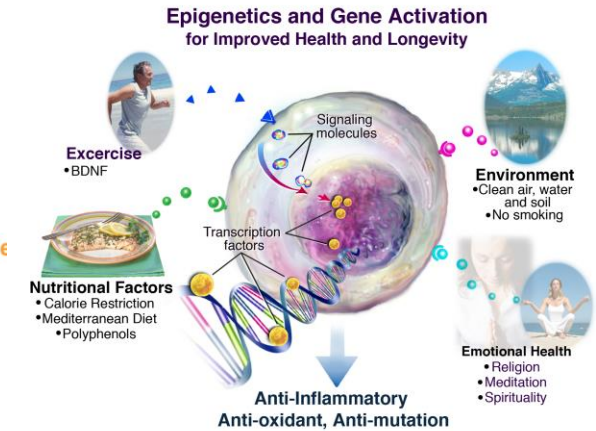 Epigenetics and Gene Activation
for Improved Health and Longevity
Signaling
molecules
Excercise
•BDNF
Environment
•Clean air, water
and soil
•No smoking
Transcription
factors
e
Nutritional Factors
• Calorie Restriction
•Mediterranean Diet
•Polyphenols
Emotional Health
• Religion
• Meditation
• Spirituality
Anti-Inflammatory
Anti-oxidant, Anti-mutation